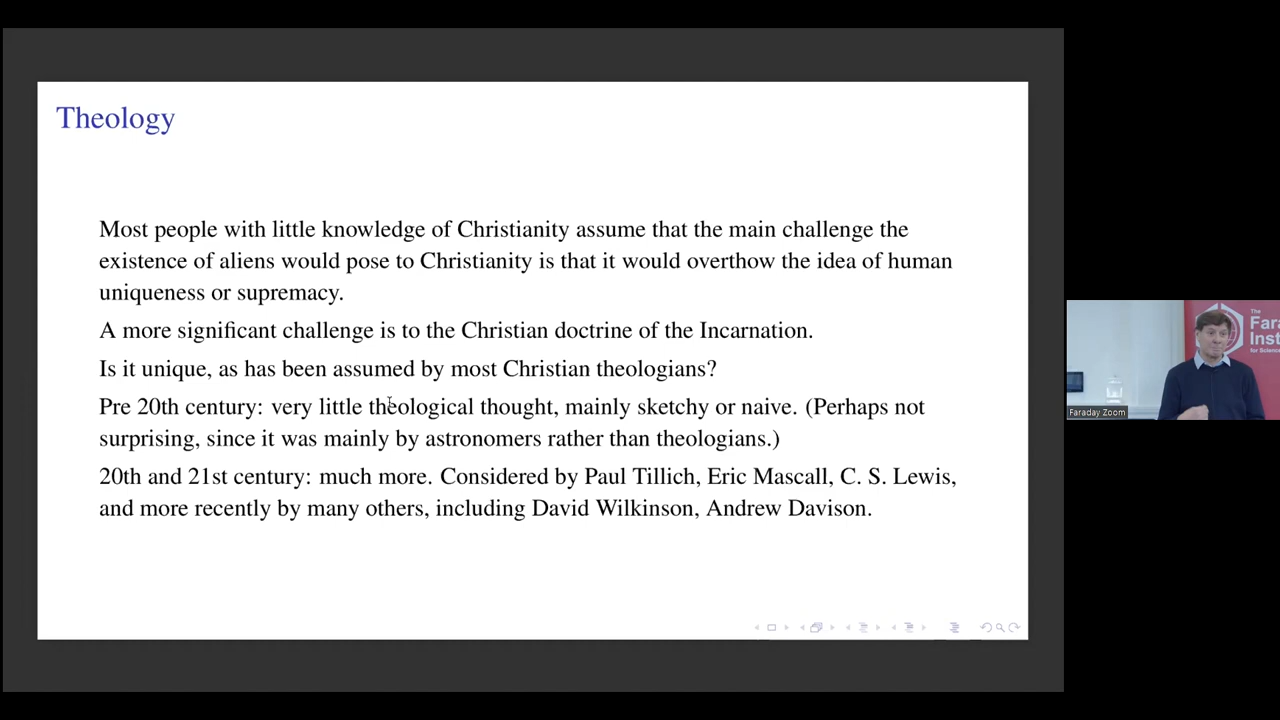 Theology
Most people with little knowledge of Christianity assume that the main challenge the
existence of aliens would pose to Christianity is that it would overthow the idea of human
uniqueness or supremacy.
A more significant challenge is to the Christian doctrine of the Incarnation.
Is it unique, as has been assumed by most Christian theologians?
Pre 20th century: very little theological thought, mainly sketchy or naive. (Perhaps not
surprising, since it was mainly by astronomers rather than theologians.)
20th and 21st century: much more. Considered by Paul Tillich, Eric Mascall, C. S. Lewis,
and more recently by many others, including David Wilkinson, Andrew Davison.
The
Fara
Inst
for Science
Faraday Zoom